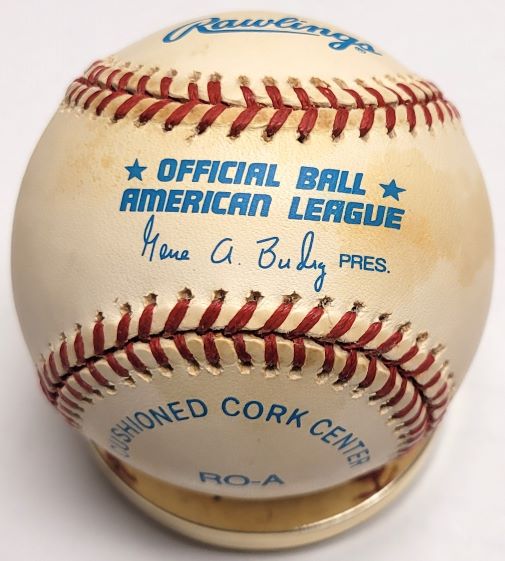 Rawlings®
★ OFFICIAL BALL ★
AMERICAN LEAGUE
Gene A. Budig PRES.
CUSHIONED CORK CENTER
RO-A